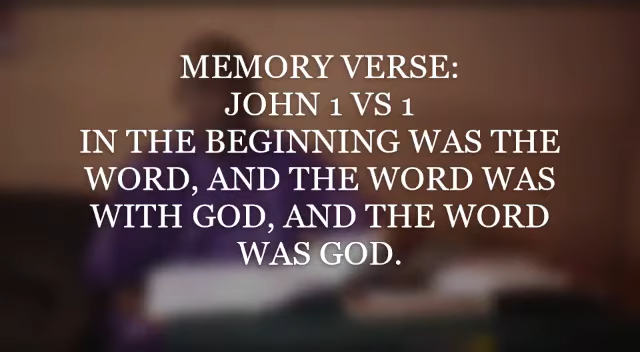 MEMORY VERSE:
JOHN 1 VS 1
IN THE BEGINNING WAS THE
WORD, AND THE WORD WAS
WITH GOD, AND THE WORD
WAS GOD.